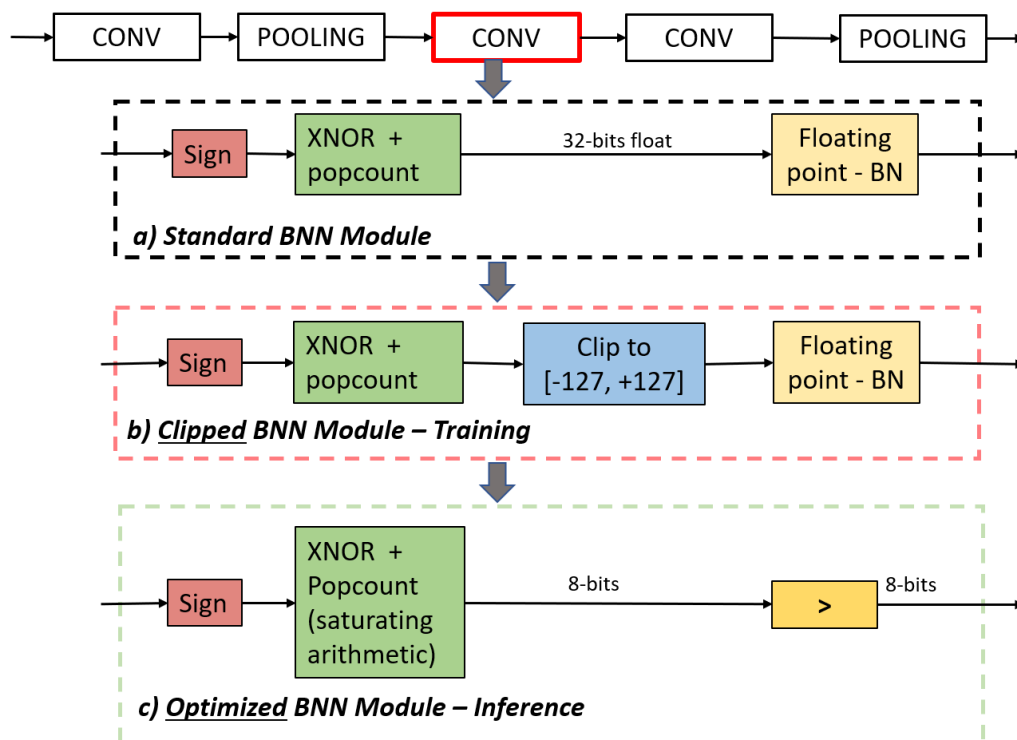 CONV POOLING CONV CONV POOLING
Sign
XNOR +
popcount
32-bits float
Floating
point - BN
a) Standard BNN Module
Sign
XNOR +
popcount
Clip to
[-127, +127]
Floating
point - BN
b) Clipped BNN Module – Training
Sign
XNOR +
Popcount
(saturating
arithmetic)
8-bits
>
8-bits
c) Optimized BNN Module – Inference